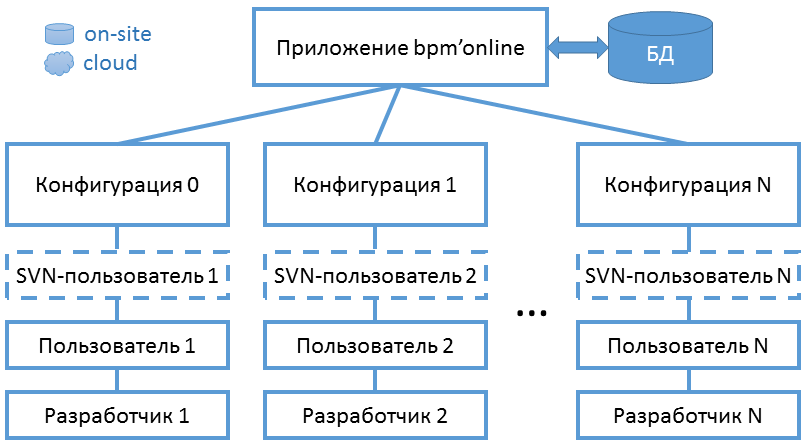 on-site
cloud
Приложение bpm’online
БД
Конфигурация 0
Конфигурация 1
Конфигурация N
SVN-пользователь 1
SVN-пользователь 2
SVN-пользователь N
...
Пользователь 1
Пользователь 2
Пользователь N
Разработчик 1
Разработчик 2
Разработчик N